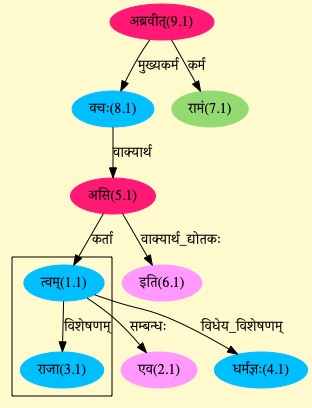 अब्रवीत्(9.1)
मुख्यकर्म कर्म
वचः(8.1) रामं(7.1)
वाक्यार्थ
असि(5.1)
कर्ता वाक्यार्थ_द्योतकः
त्वम्(1.1) इति(6.1)
विशेषणम् सम्बन्धः विधेय_विशेषणम्
राजा(3.1) एव(2.1) धर्मज्ञः(4.1)